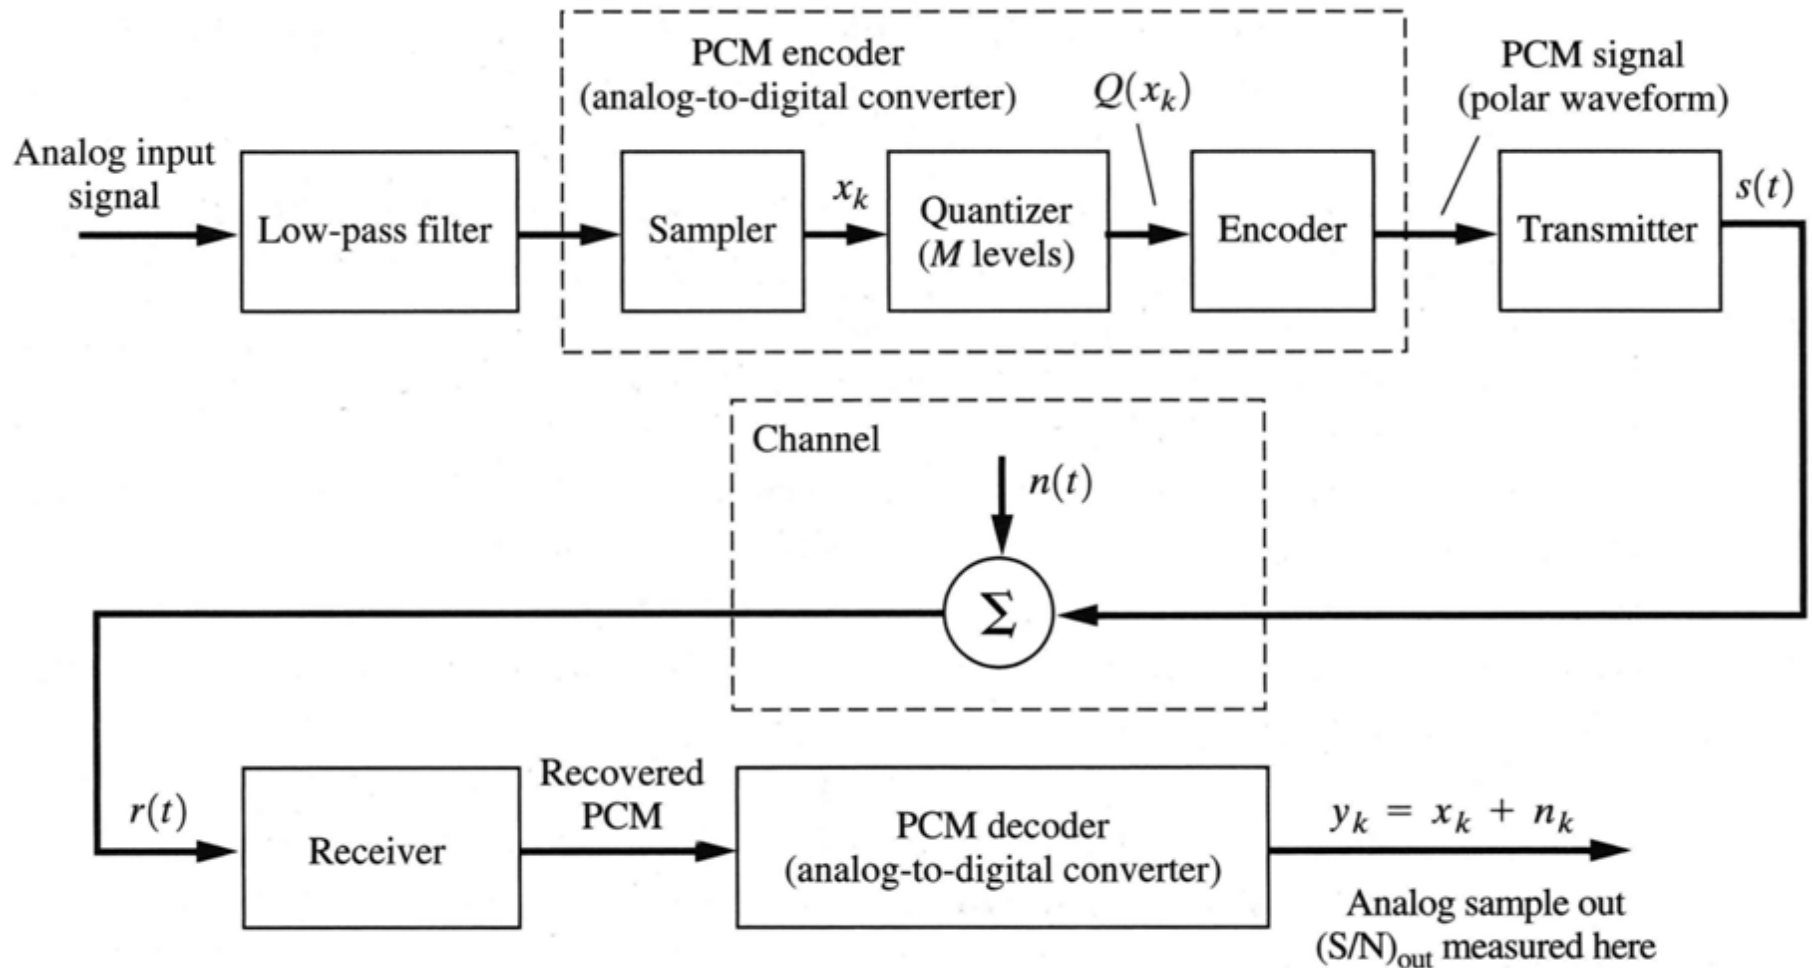 PCM encoder
(analog-to-digital converter)
Q(x_k)
PCM signal
(polar waveform)
Analog input
signal
Low-pass filter
Sampler
x_k
Quantizer
(M levels)
Encoder
Transmitter
s(t)
Channel
n(t)
Σ
r(t)
Receiver
Recovered
PCM
PCM decoder
(analog-to-digital converter)
y_k = x_k + n_k
Analog sample out
(S/N)_out measured here